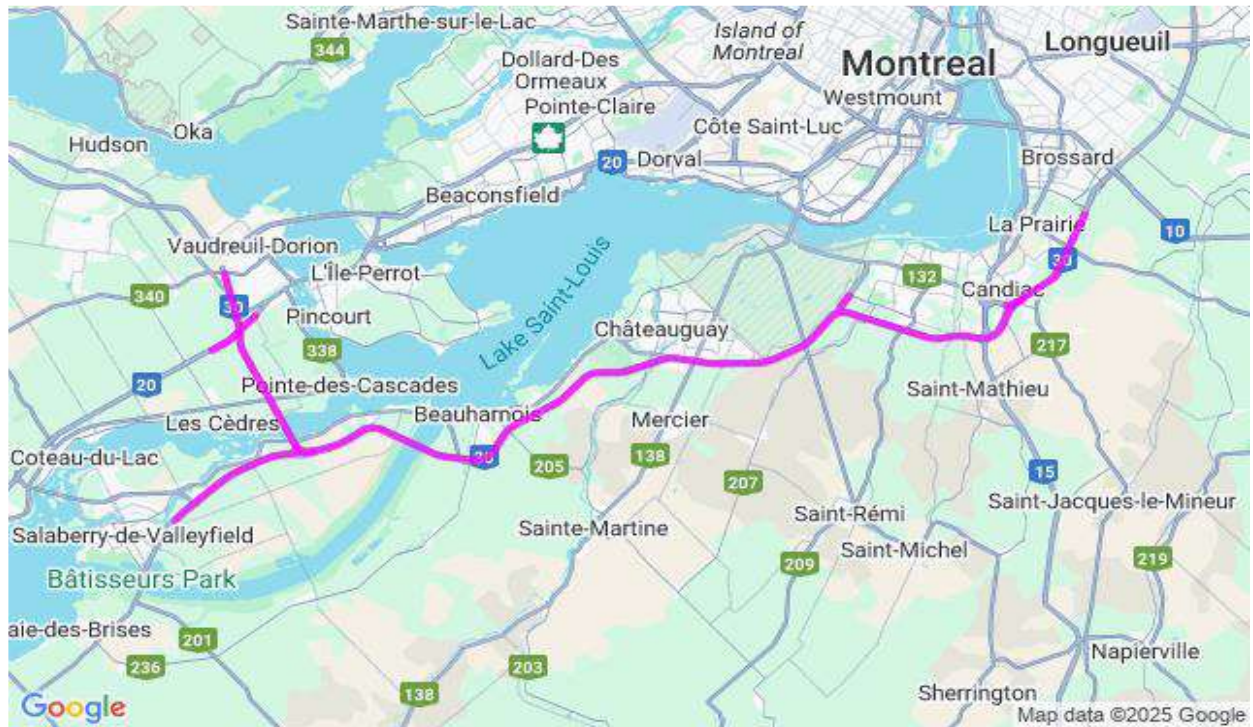 Sainte-Marthe-sur-le-Lac
344
Island of
Montreal
Longueuil
Dollard-Des
Ormeaux
Montreal
Pointe-Claire
Westmount
Oka
Côte Saint-Luc
Hudson
20
Dorval
Brossard
Beaconsfield
La Prairie
10
Vaudreuil-Dorion
30
L'Île-Perrot
132
340
30
Candiac
Pincourt
Lake Saint-Louis
Châteauguay
338
217
20
Pointe-des-Cascades
Saint-Mathieu
Les Cèdres
Beauharnois
Mercier
Coteau-du-Lac
30
205
138
207
15
Saint-Jacques-le-Mineur
Salaberry-de-Valleyfield
Sainte-Martine
Saint-Rémi
Saint-Michel
219
Bâtisseurs Park
209
aie-des-Brises
201
236
203
Napierville
138
Sherrington
Google
Map data ©2025 Google